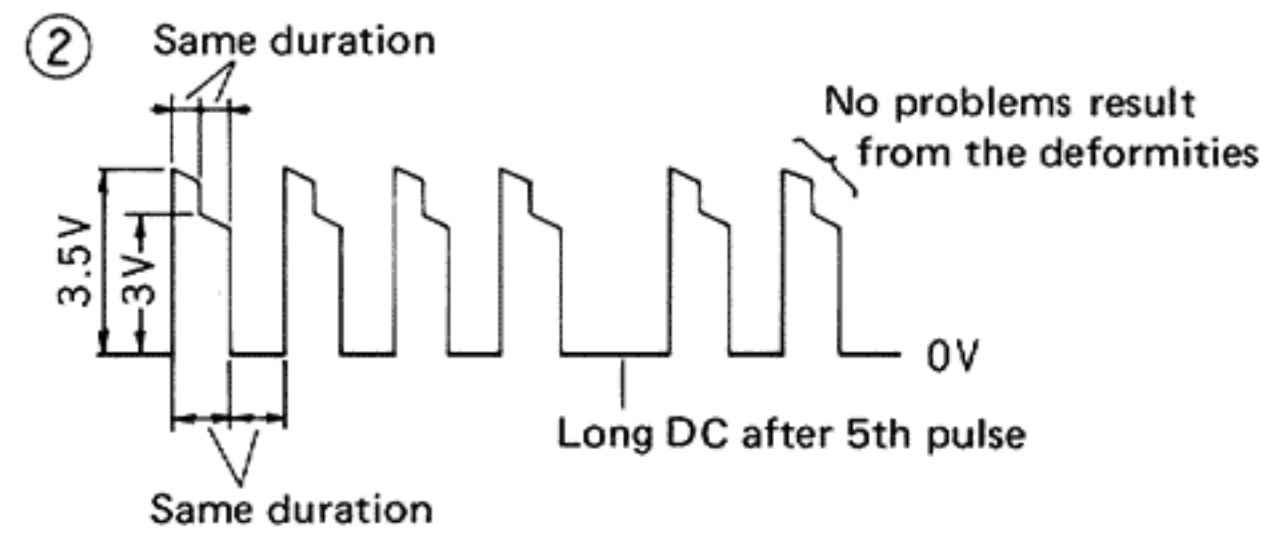 2
Same duration
No problems result
from the deformities
3.5V
3V
0V
Long DC after 5th pulse
Same duration